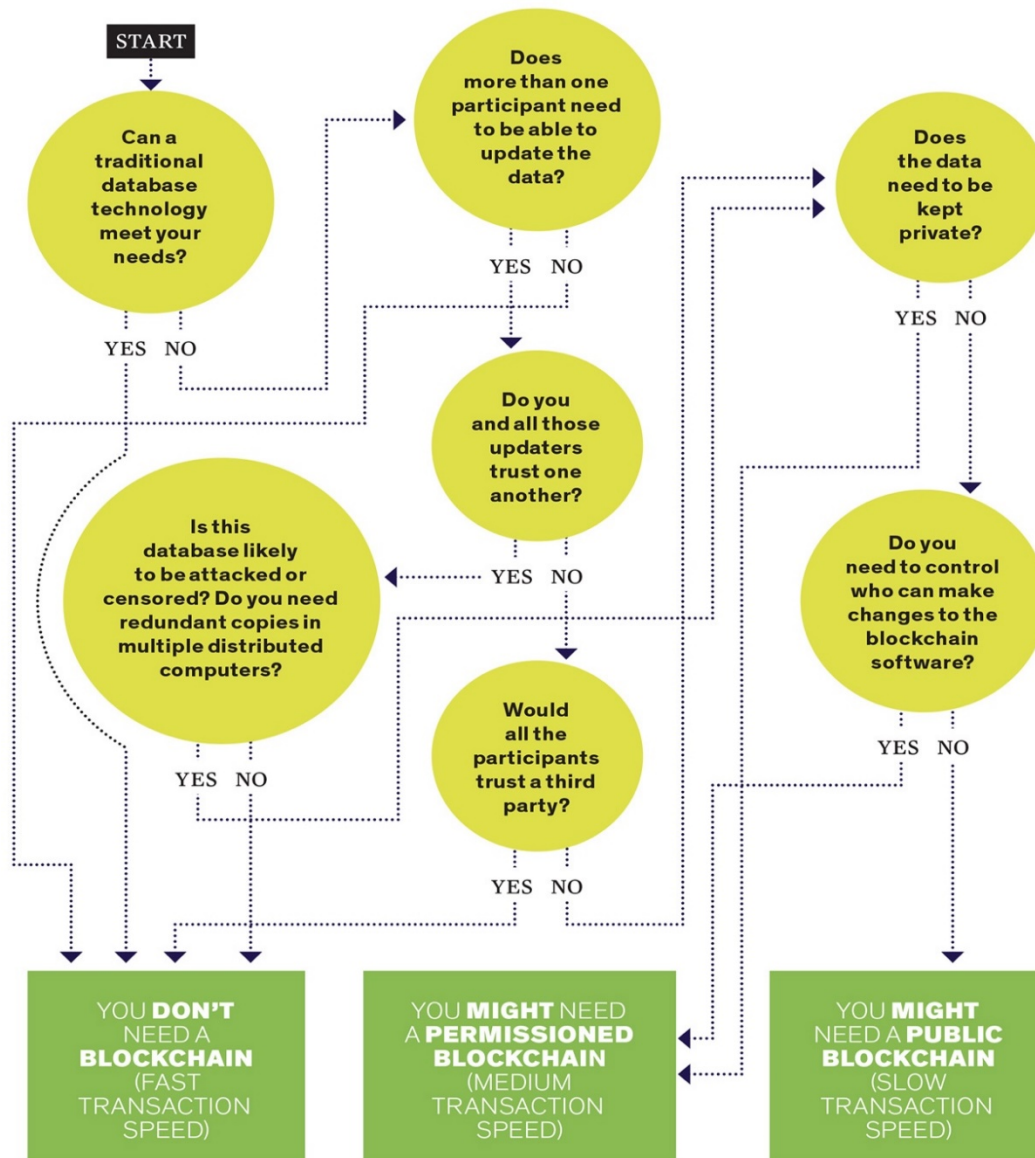 START
Can a
traditional
database
technology
meet your
needs?
YES NO
Does
more than one
participant need
to be able to
update the
data?
YES NO
Do you
and all those
updaters
trust one
another?
YES NO
Is this
database likely
to be attacked or
censored? Do you need
redundant copies in
multiple distributed
computers?
YES NO
Would
all the
participants
trust a third
party?
YES NO
Does
the data
need to be
kept
private?
YES NO
Do you
need to control
who can make
changes to the
blockchain
software?
YES NO
YOU DON'T
NEED A
BLOCKCHAIN
(FAST
TRANSACTION
SPEED)
YOU MIGHT NEED
A PERMISSIONED
BLOCKCHAIN
(MEDIUM
TRANSACTION
SPEED)
YOU MIGHT
NEED A PUBLIC
BLOCKCHAIN
(SLOW
TRANSACTION
SPEED)